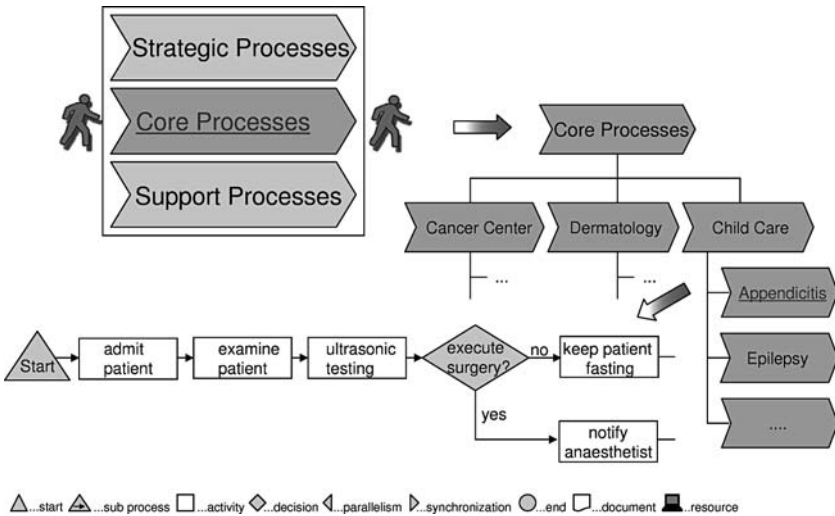 Strategic Processes
Core Processes
Support Processes
Core Processes
Cancer Center
Dermatology
Child Care
...
...
Appendicitis
Epilepsy
....
Start
admit
patient
examine
patient
ultrasonic
testing
execute
surgery?
no
keep patient
fasting
yes
notify
anaesthetist
...start ...sub process ...activity ...decision ...parallelism ...synchronization ...end ...document ...resource